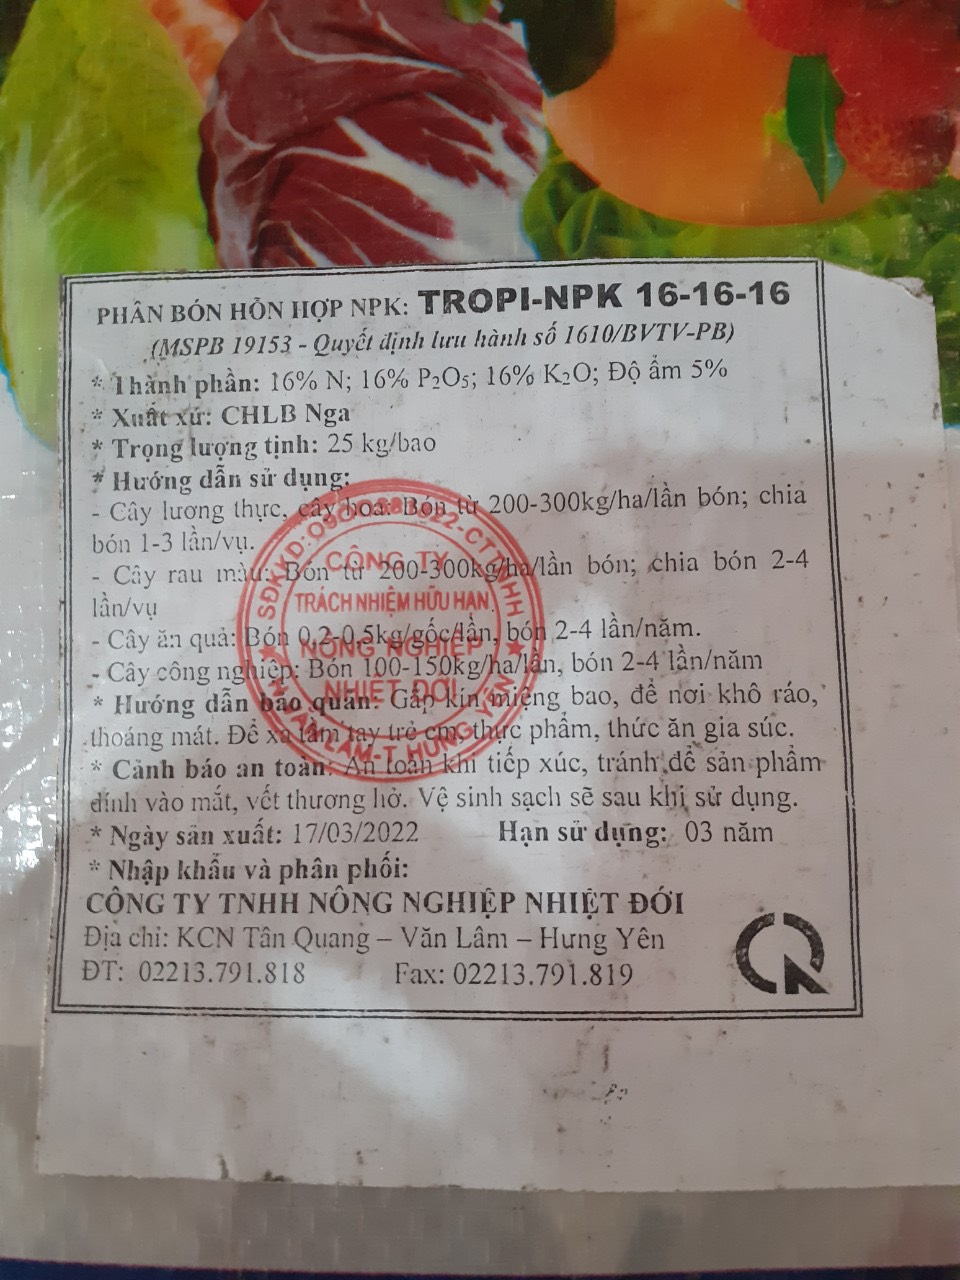 PHÂN BÓN HỖN HỢP NPK: TROPI-NPK 16-16-16
(MSPB 19153 - Quyết định lưu hành số 1610/BVTV-PB)
* Thành phần: 16% N; 16% P₂O₅; 16% K₂O; Độ ẩm 5%
* Xuất xứ: CHLB Nga
* Trọng lượng tịnh: 25 kg/bao
* Hướng dẫn sử dụng:
- Cây lương thực, cây hoa: Bón từ 200-300kg/ha/lần bón; chia
bón 1-3 lần/vụ.
- Cây rau màu: Bón từ 200-300kg/ha/lần bón; chia bón 2-4
lần/vụ
- Cây ăn quả: Bón 0,2-0,5kg/gốc/lần, bón 2-4 lần/năm.
- Cây công nghiệp: Bón 100-150kg/ha/lần, bón 2-4 lần/năm
* Hướng dẫn bảo quản: Gấp kín miệng bao, để nơi khô ráo,
thoáng mát. Để xa tầm tay trẻ em, thực phẩm, thức ăn gia súc.
* Cảnh báo an toàn: An toàn khi tiếp xúc, tránh để sản phẩm
dính vào mắt, vết thương hở. Vệ sinh sạch sẽ sau khi sử dụng.
* Ngày sản xuất: 17/03/2022 Hạn sử dụng: 03 năm
* Nhập khẩu và phân phối:
CÔNG TY TNHH NÔNG NGHIỆP NHIỆT ĐỚI
Địa chỉ: KCN Tân Quang – Văn Lâm – Hưng Yên
ĐT: 02213.791.818 Fax: 02213.791.819
CÔNG TY
TRÁCH NHIỆM HỮU HẠN
NÔNG NGHIỆP
NHIỆT ĐỚI
LÂM-T.HƯNG YÊN